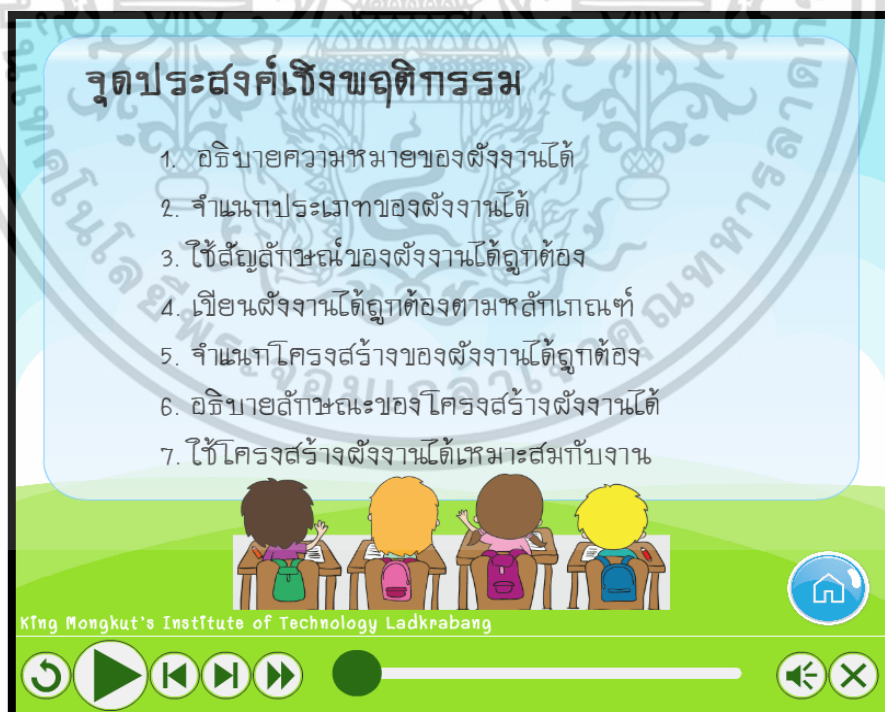 จุดประสงค์เชิงพฤติกรรม
1. อธิบายความหมายของผังงานได้
2. จำแนกประเภทของผังงานได้
3. ใช้สัญลักษณ์ของผังงานได้ถูกต้อง
4. เขียนผังงานได้ถูกต้องตามหลักเกณฑ์
5. จำแนกโครงสร้างของผังงานได้ถูกต้อง
6. อธิบายลักษณะของโครงสร้างผังงานได้
7. ใช้โครงสร้างผังงานได้เหมาะสมกับงาน
King Mongkut's Institute of Technology Ladkrabang